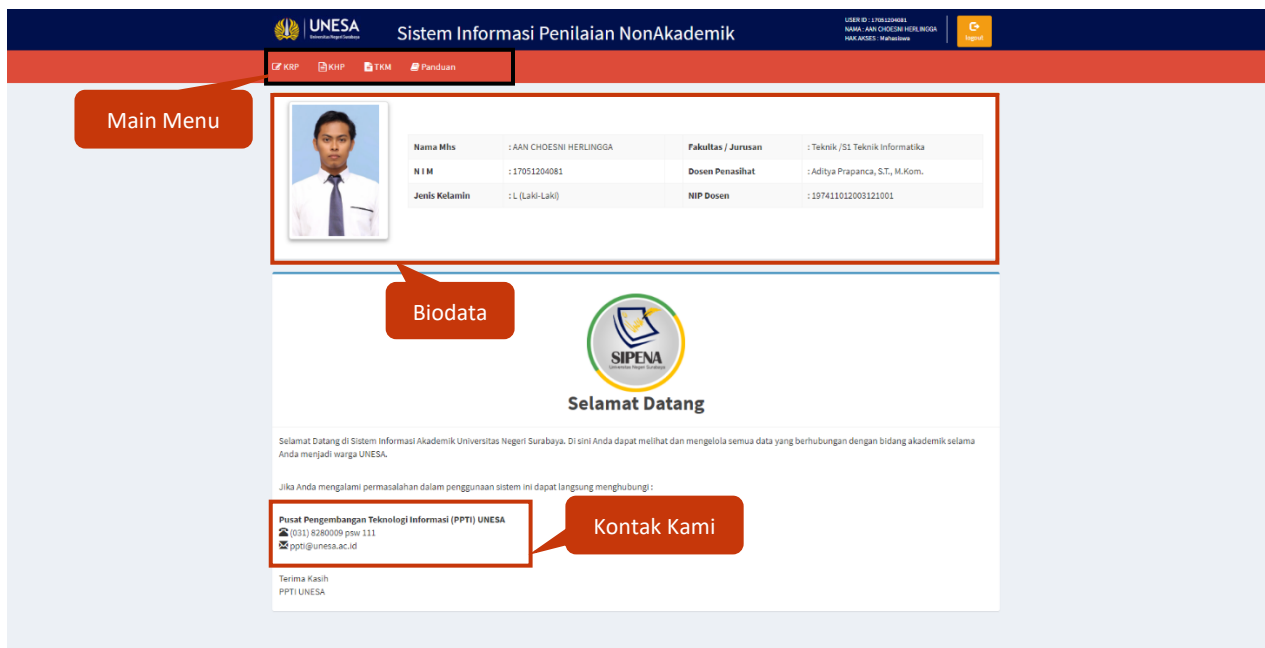 UNESA
Universitas Negeri Surabaya
Sistem Informasi Penilaian NonAkademik
USER ID : 17051204081
NAMA : AAN CHOESNI HERLINGGA
HAK AKSES : Mahasiswa
logout
KRP KHP TKM Panduan
Main Menu
Nama Mhs : AAN CHOESNI HERLINGGA Fakultas / Jurusan : Teknik /S1 Teknik Informatika
N I M : 17051204081 Dosen Penasihat : Aditya Prapanca, S.T., M.Kom.
Jenis Kelamin : L (Laki-Laki) NIP Dosen : 197411012003121001
Biodata
SIPENA
Universitas Negeri Surabaya
Selamat Datang
Selamat Datang di Sistem Informasi Akademik Universitas Negeri Surabaya. Di sini Anda dapat melihat dan mengelola semua data yang berhubungan dengan bidang akademik selama
Anda menjadi warga UNESA.
Jika Anda mengalami permasalahan dalam penggunaan sistem ini dapat langsung menghubungi :
Pusat Pengembangan Teknologi Informasi (PPTI) UNESA
(031) 8280009 psw 111
ppti@unesa.ac.id
Kontak Kami
Terima Kasih
PPTI UNESA